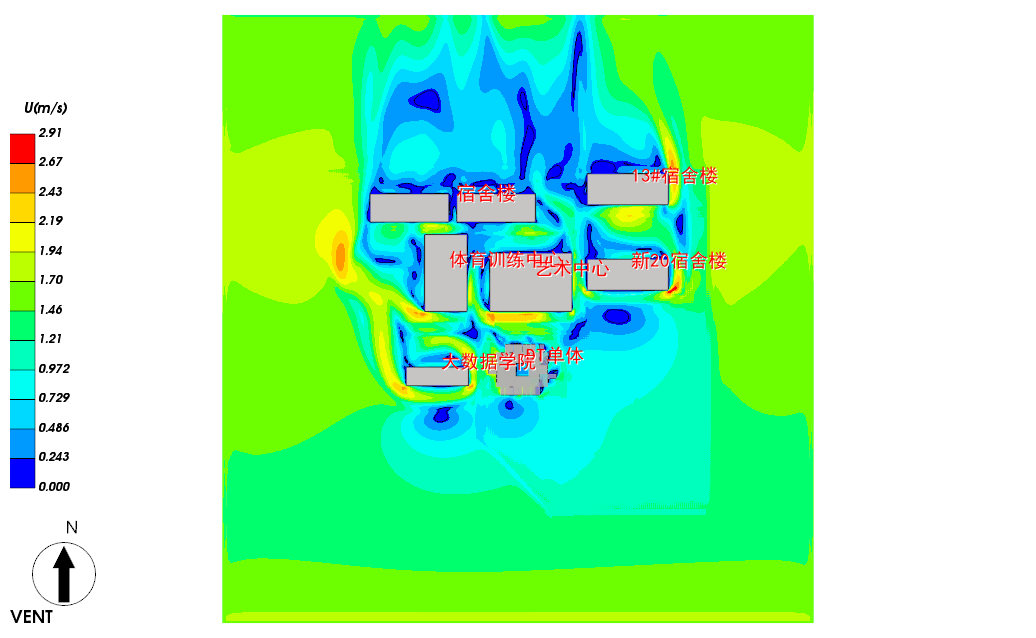 U(m/s)
2.91
2.67
2.43
2.19
1.94
1.70
1.46
1.21
0.972
0.729
0.486
0.243
0.000
N
VENT
13#宿舍楼
宿舍楼
体育训练中心
艺术中心
新20宿舍楼
大数据学院
DT单体